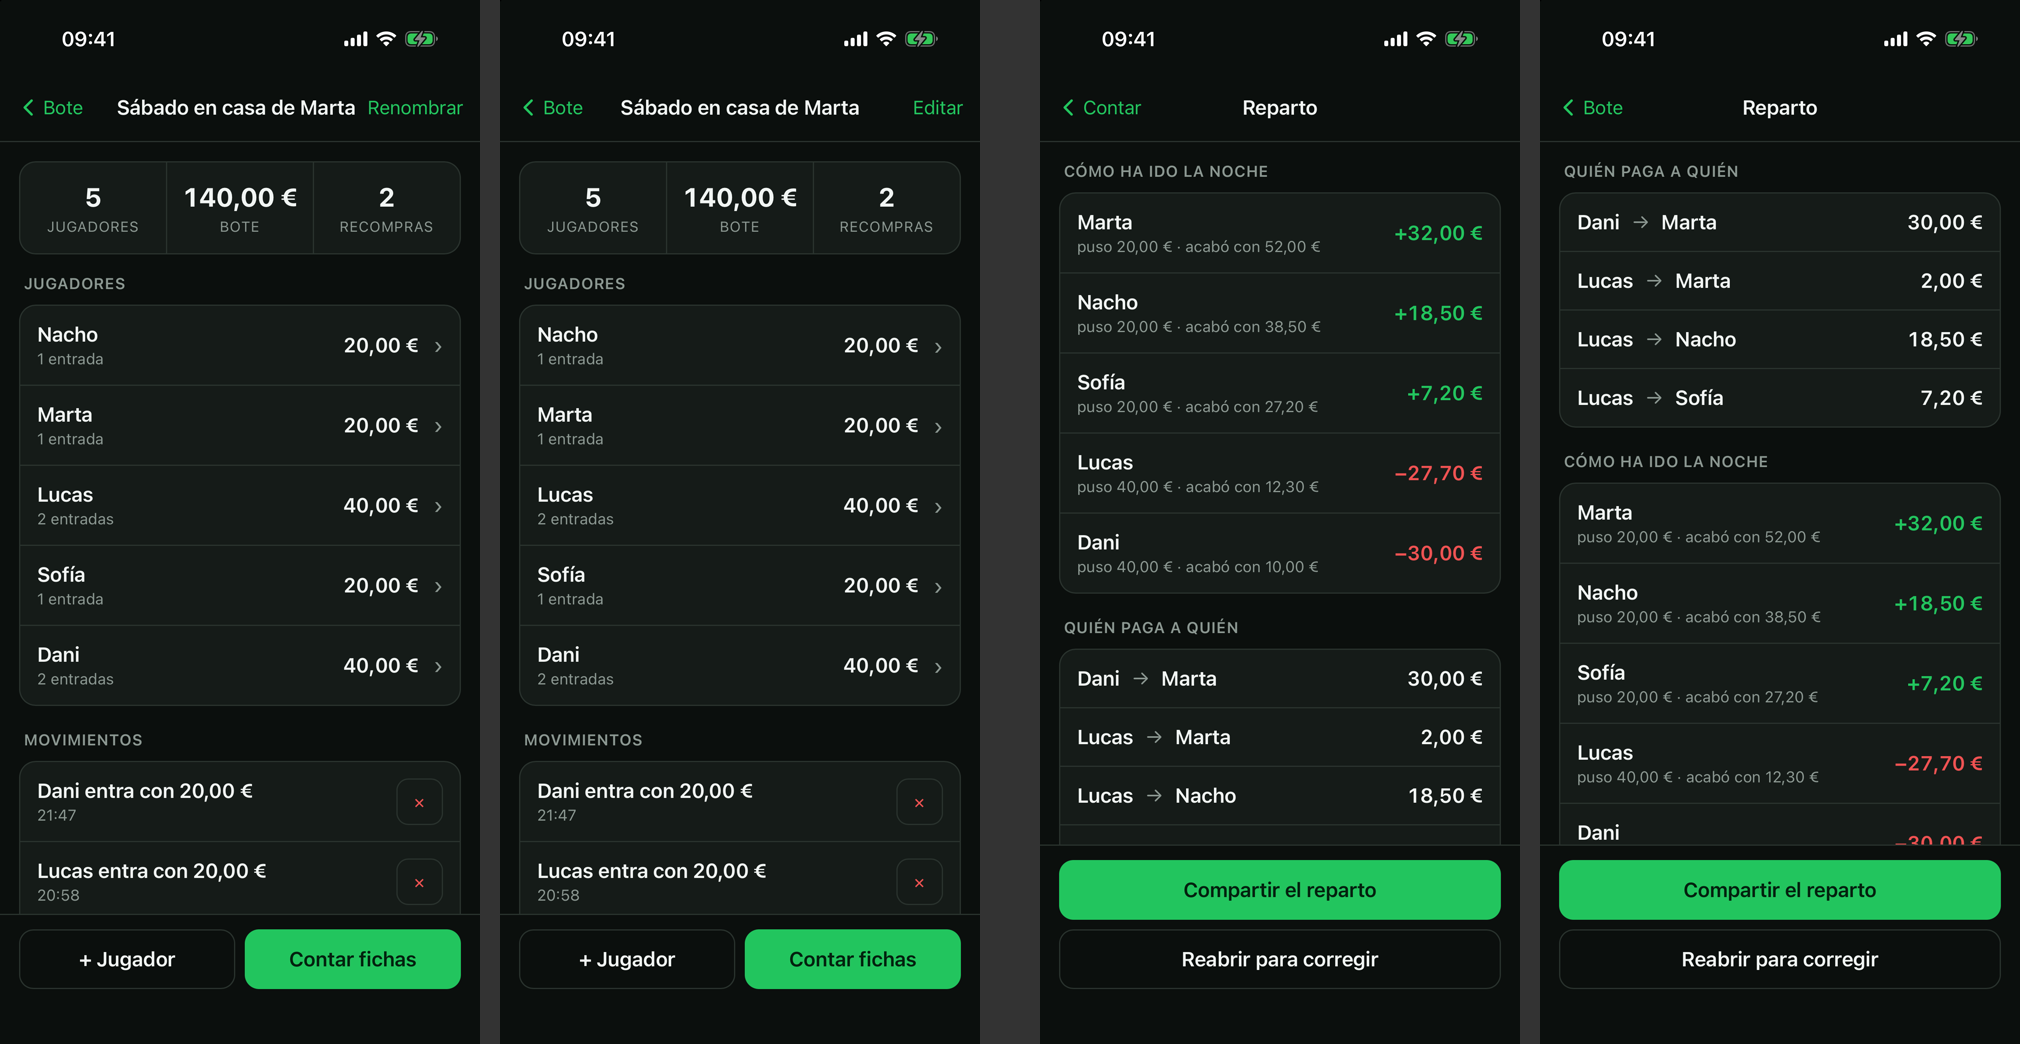 09:41
Bote
Sábado en casa de Marta
Renombrar
5
JUGADORES
140,00 €
BOTE
2
RECOMPRAS
JUGADORES
Nacho
1 entrada
20,00 €
Marta
1 entrada
20,00 €
Lucas
2 entradas
40,00 €
Sofía
1 entrada
20,00 €
Dani
2 entradas
40,00 €
MOVIMIENTOS
Dani entra con 20,00 €
21:47
Lucas entra con 20,00 €
20:58
+ Jugador
Contar fichas
09:41
Bote
Sábado en casa de Marta
Editar
5
JUGADORES
140,00 €
BOTE
2
RECOMPRAS
JUGADORES
Nacho
1 entrada
20,00 €
Marta
1 entrada
20,00 €
Lucas
2 entradas
40,00 €
Sofía
1 entrada
20,00 €
Dani
2 entradas
40,00 €
MOVIMIENTOS
Dani entra con 20,00 €
21:47
Lucas entra con 20,00 €
20:58
+ Jugador
Contar fichas
09:41
Contar
Reparto
CÓMO HA IDO LA NOCHE
Marta
puso 20,00 € · acabó con 52,00 €
+32,00 €
Nacho
puso 20,00 € · acabó con 38,50 €
+18,50 €
Sofía
puso 20,00 € · acabó con 27,20 €
+7,20 €
Lucas
puso 40,00 € · acabó con 12,30 €
−27,70 €
Dani
puso 40,00 € · acabó con 10,00 €
−30,00 €
QUIÉN PAGA A QUIÉN
Dani → Marta 30,00 €
Lucas → Marta 2,00 €
Lucas → Nacho 18,50 €
Compartir el reparto
Reabrir para corregir
09:41
Bote
Reparto
QUIÉN PAGA A QUIÉN
Dani → Marta 30,00 €
Lucas → Marta 2,00 €
Lucas → Nacho 18,50 €
Lucas → Sofía 7,20 €
CÓMO HA IDO LA NOCHE
Marta
puso 20,00 € · acabó con 52,00 €
+32,00 €
Nacho
puso 20,00 € · acabó con 38,50 €
+18,50 €
Sofía
puso 20,00 € · acabó con 27,20 €
+7,20 €
Lucas
puso 40,00 € · acabó con 12,30 €
−27,70 €
Dani
−30,00 €
Compartir el reparto
Reabrir para corregir